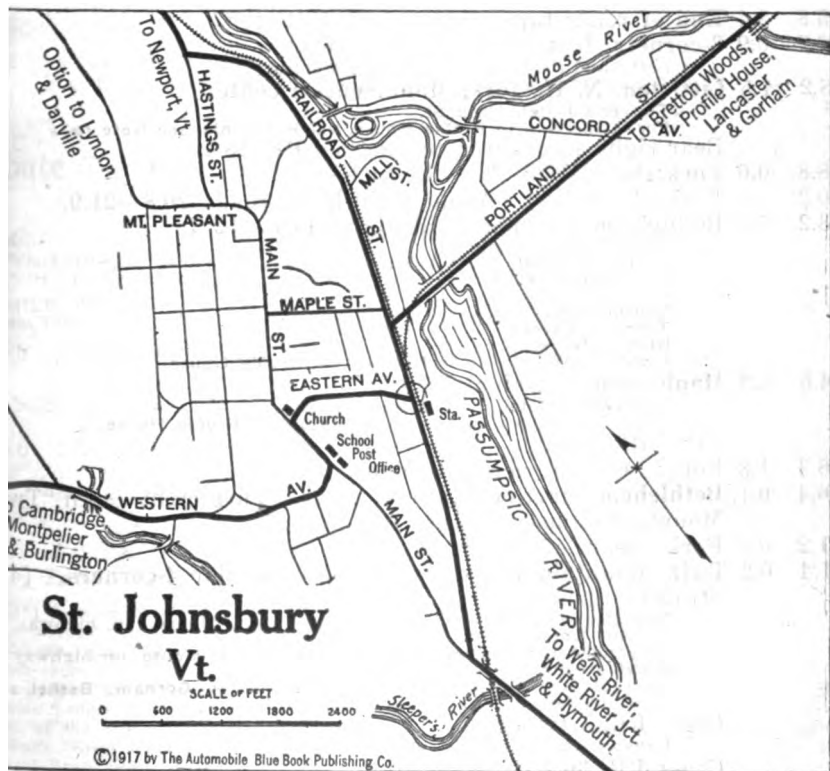 Option to Lyndon.
& Danville
To Newport, Vt.
HASTINGS ST.
RAILROAD ST.
Moose River
CONCORD AV.
To Bretton Woods,
Profile House,
Lancaster
& Gorham.
MILL ST.
PORTLAND ST.
MT. PLEASANT
MAIN ST.
MAPLE ST.
EASTERN AV.
Church
Sta.
School
Post
Office
PASSUMPSIC RIVER
WESTERN AV.
To Cambridge
Montpelier
& Burlington
MAIN ST.
St. Johnsbury
Vt.
SCALE OF FEET
0 600 1200 1800 2400
Sleeper's River
To Wells River,
White River Jct.
& Plymouth.
©1917 by The Automobile Blue Book Publishing Co.